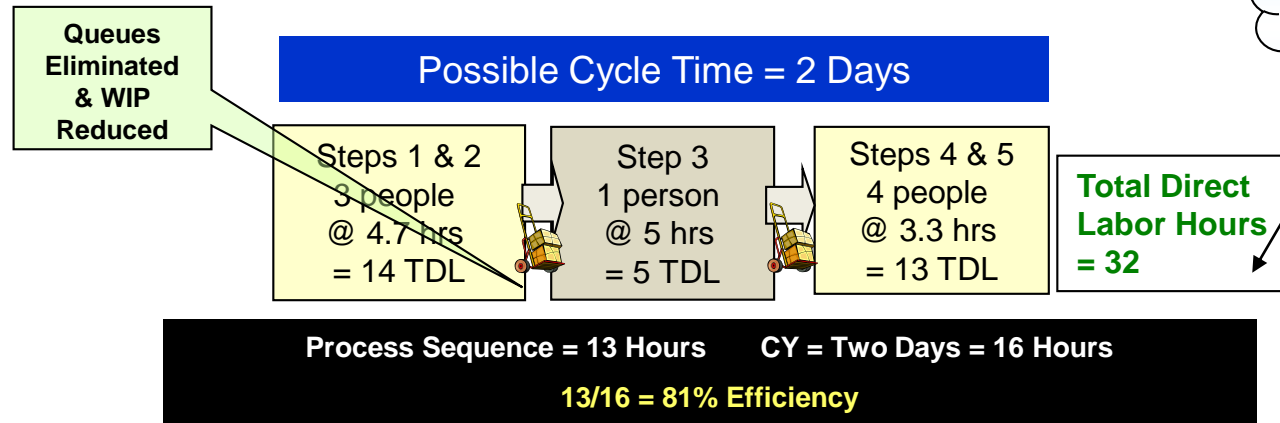 Queues
Eliminated
& WIP
Reduced
Possible Cycle Time = 2 Days
Steps 1 & 2
3 people
@ 4.7 hrs
= 14 TDL
Step 3
1 person
@ 5 hrs
= 5 TDL
Steps 4 & 5
4 people
@ 3.3 hrs
= 13 TDL
Total Direct
Labor Hours
= 32
Process Sequence = 13 Hours CY = Two Days = 16 Hours
13/16 = 81% Efficiency